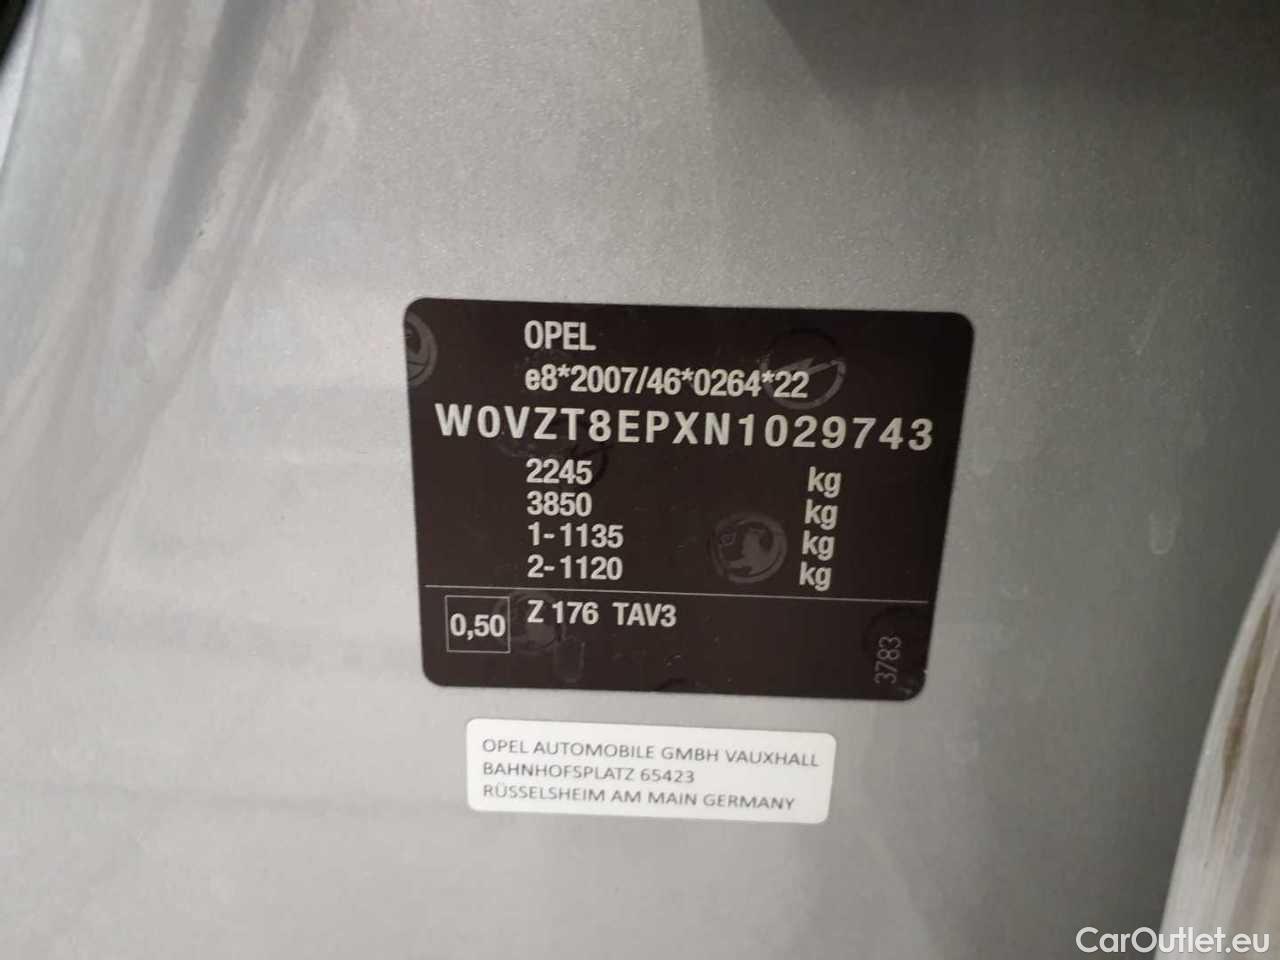 OPEL
e8*2007/46*0264*22
W0VZT8EPXN1029743
2245 kg
3850 kg
1-1135 kg
2-1120 kg
0,50 Z 176 TAV3
3783
OPEL AUTOMOBILE GMBH VAUXHALL
BAHNHOFSPLATZ 65423
RÜSSELSHEIM AM MAIN GERMANY
CarOutlet.eu